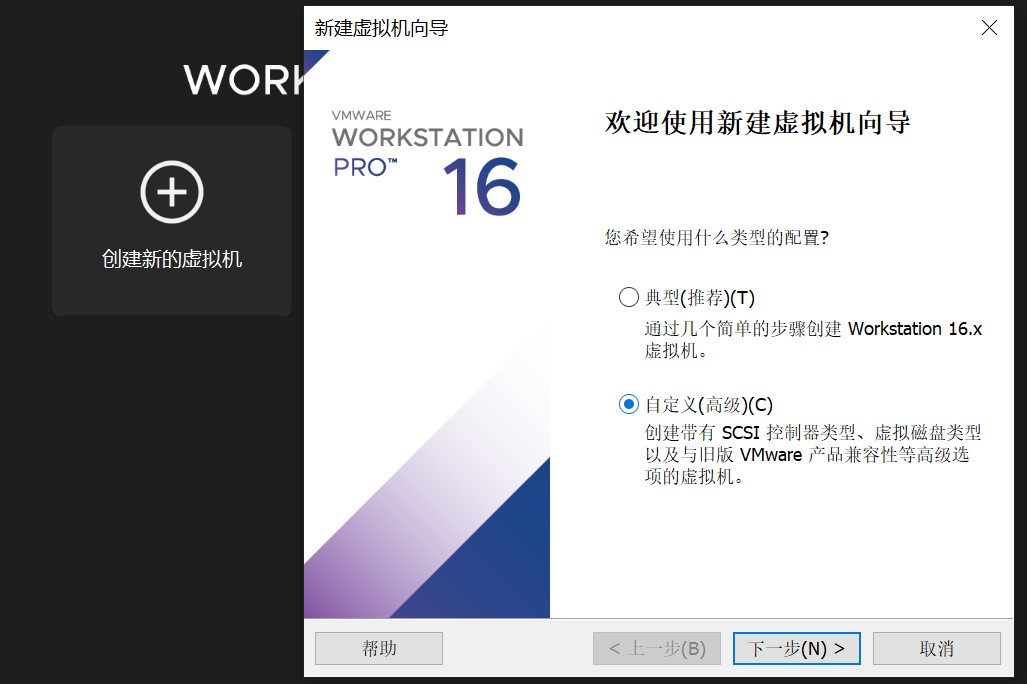 WORK
创建新的虚拟机
新建虚拟机向导
VMWARE
WORKSTATION
PRO™
16
欢迎使用新建虚拟机向导
您希望使用什么类型的配置?
典型(推荐)(T)
通过几个简单的步骤创建 Workstation 16.x
虚拟机。
自定义(高级)(C)
创建带有 SCSI 控制器类型、虚拟磁盘类型
以及与旧版 VMware 产品兼容性等高级选
项的虚拟机。
帮助
< 上一步(B)
下一步(N) >
取消